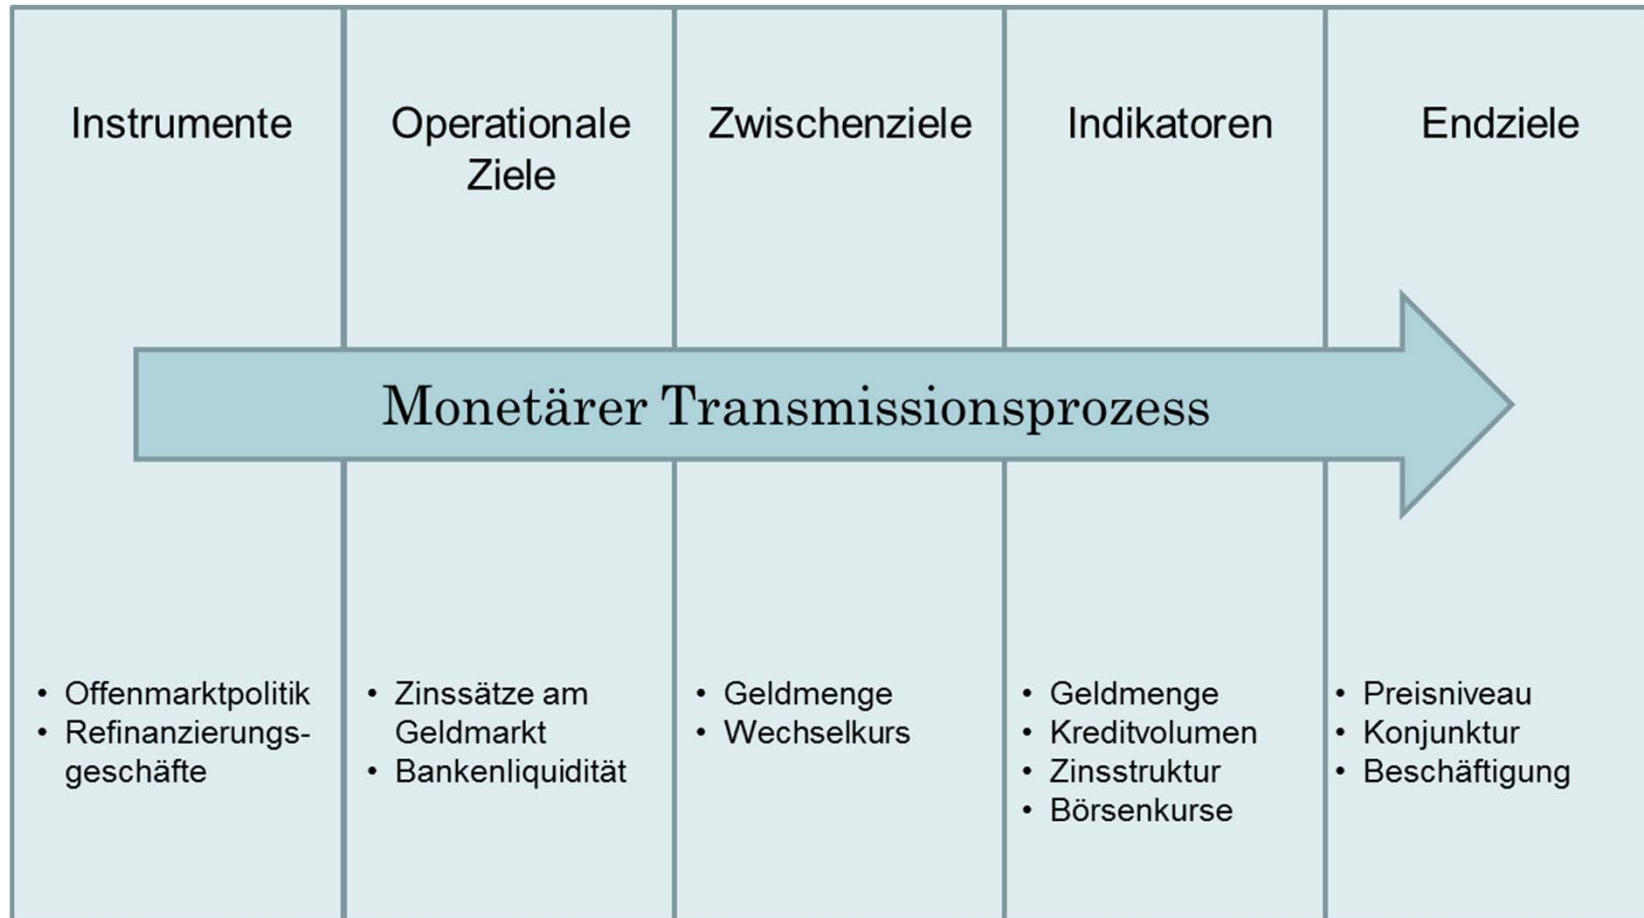 Instrumente
Operationale
Ziele
Zwischenziele
Indikatoren
Endziele
Monetärer Transmissionsprozess
• Offenmarktpolitik
• Refinanzierungs-
geschäfte
• Zinssätze am
Geldmarkt
• Bankenliquidität
• Geldmenge
• Wechselkurs
• Geldmenge
• Kreditvolumen
• Zinsstruktur
• Börsenkurse
• Preisniveau
• Konjunktur
• Beschäftigung